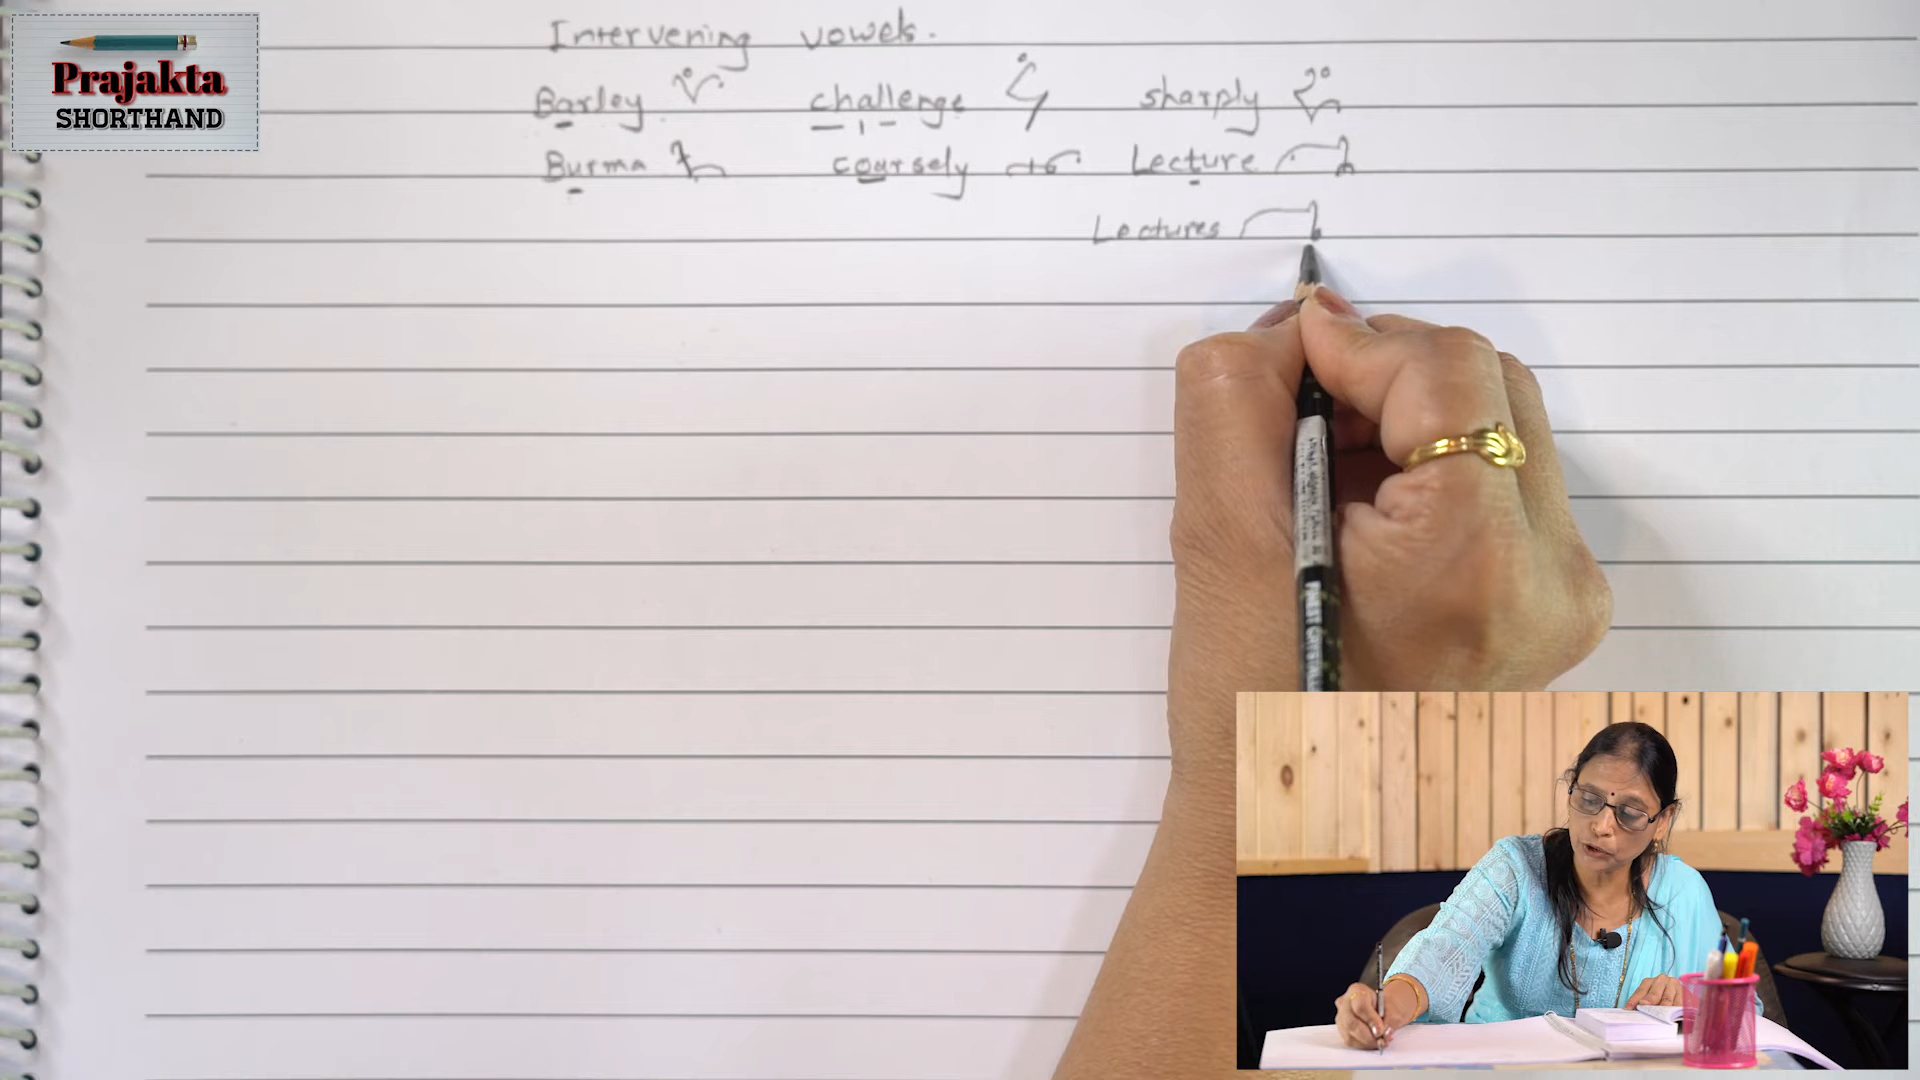 Prajakta
SHORTHAND
Intervening vowels.
Barley challenge sharply
Burma coarsely Lecture
Lectures